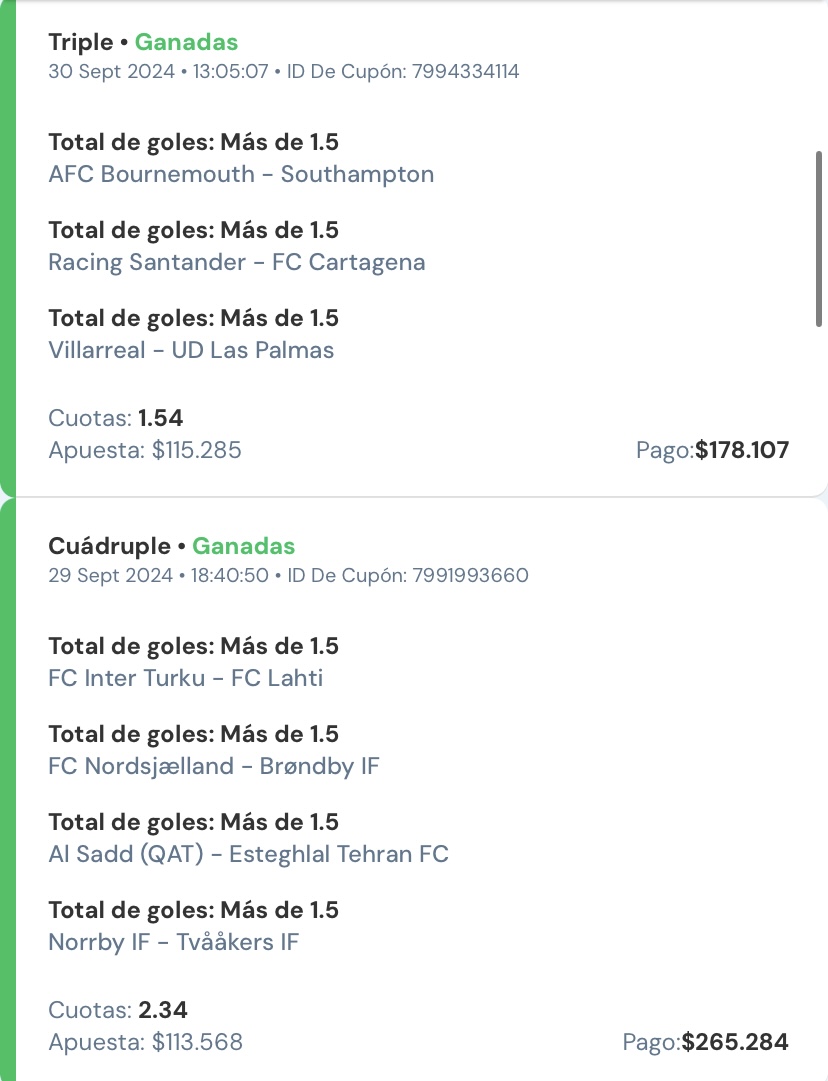 Triple • Ganadas
30 Sept 2024 • 13:05:07 • ID De Cupón: 7994334114
Total de goles: Más de 1.5
AFC Bournemouth - Southampton
Total de goles: Más de 1.5
Racing Santander - FC Cartagena
Total de goles: Más de 1.5
Villarreal - UD Las Palmas
Cuotas: 1.54
Apuesta: $115.285 Pago:$178.107
Cuádruple • Ganadas
29 Sept 2024 • 18:40:50 • ID De Cupón: 7991993660
Total de goles: Más de 1.5
FC Inter Turku - FC Lahti
Total de goles: Más de 1.5
FC Nordsjælland - Brøndby IF
Total de goles: Más de 1.5
Al Sadd (QAT) - Esteghlal Tehran FC
Total de goles: Más de 1.5
Norrby IF - Tvååkers IF
Cuotas: 2.34
Apuesta: $113.568 Pago:$265.284